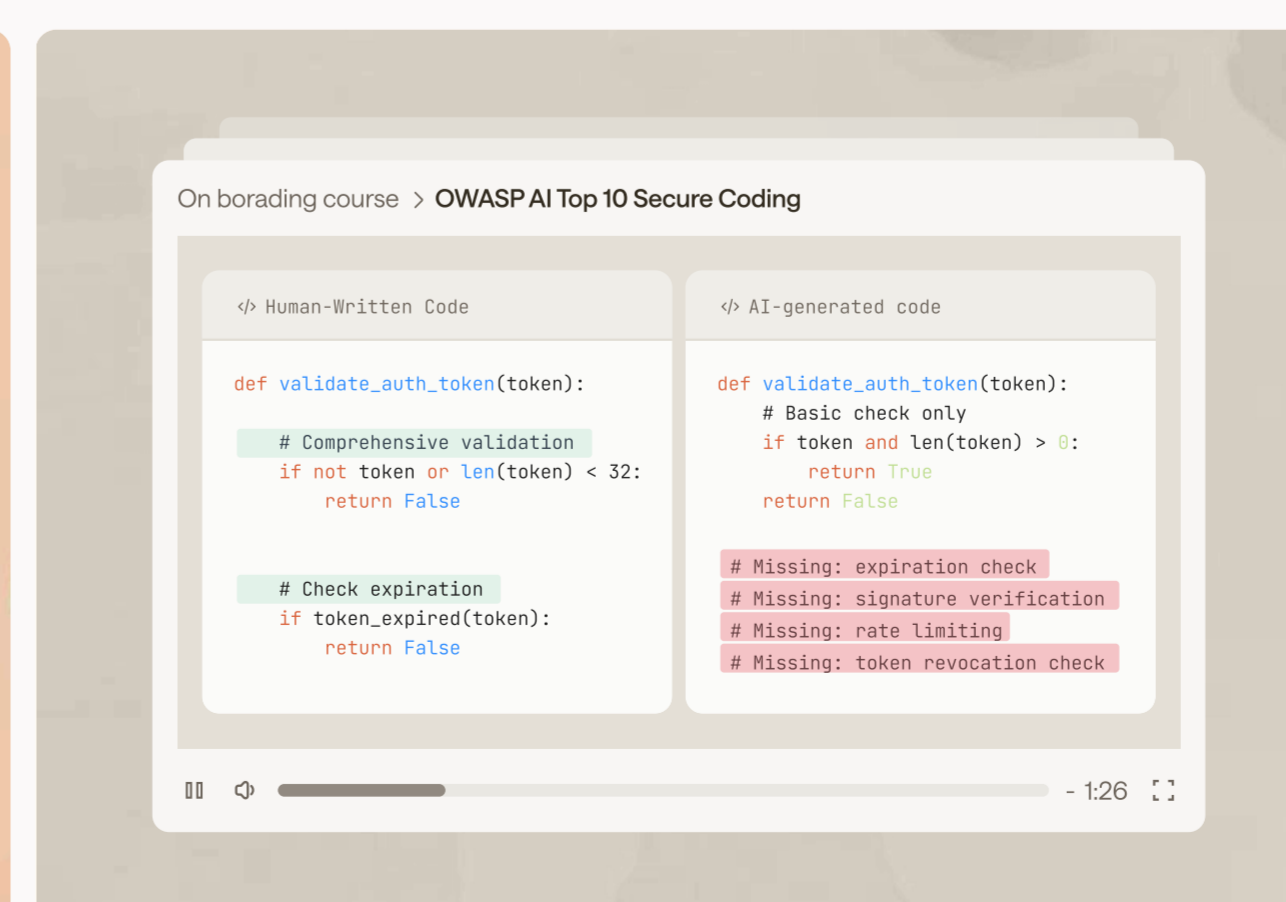 On borading course > OWASP AI Top 10 Secure Coding
</> Human-Written Code
def validate_auth_token(token):
    # Comprehensive validation
    if not token or len(token) < 32:
        return False
    # Check expiration
    if token_expired(token):
        return False
</> AI-generated code
def validate_auth_token(token):
    # Basic check only
    if token and len(token) > 0:
        return True
    return False
# Missing: expiration check
# Missing: signature verification
# Missing: rate limiting
# Missing: token revocation check
- 1:26